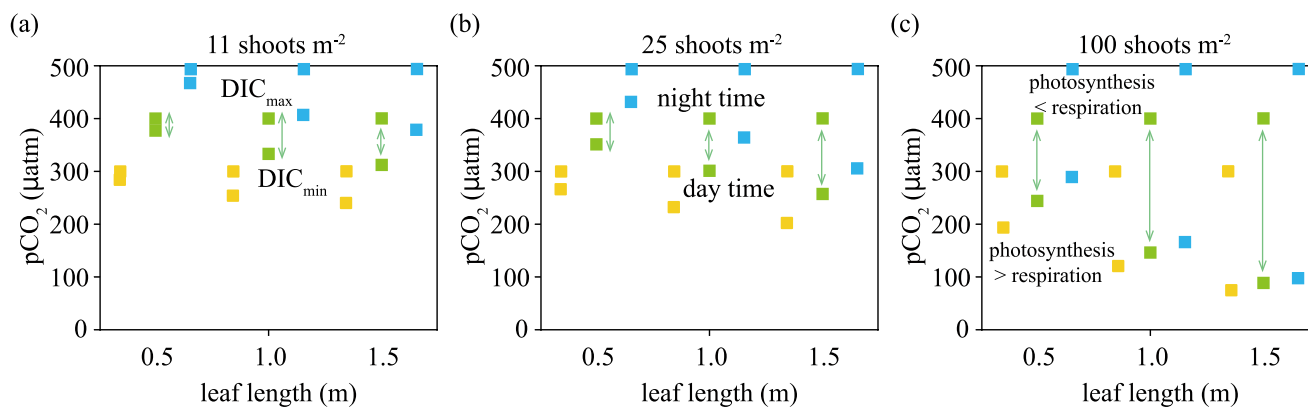 (a)
11 shoots m-2
500
400
300
200
100
0
pCO2 (µatm)
DICmax
DICmin
0.5 1.0 1.5
leaf length (m)
(b)
25 shoots m-2
500
400
300
200
100
0
pCO2 (µatm)
night time
day time
0.5 1.0 1.5
leaf length (m)
(c)
100 shoots m-2
500
400
300
200
100
0
pCO2 (µatm)
photosynthesis
< respiration
photosynthesis
> respiration
0.5 1.0 1.5
leaf length (m)